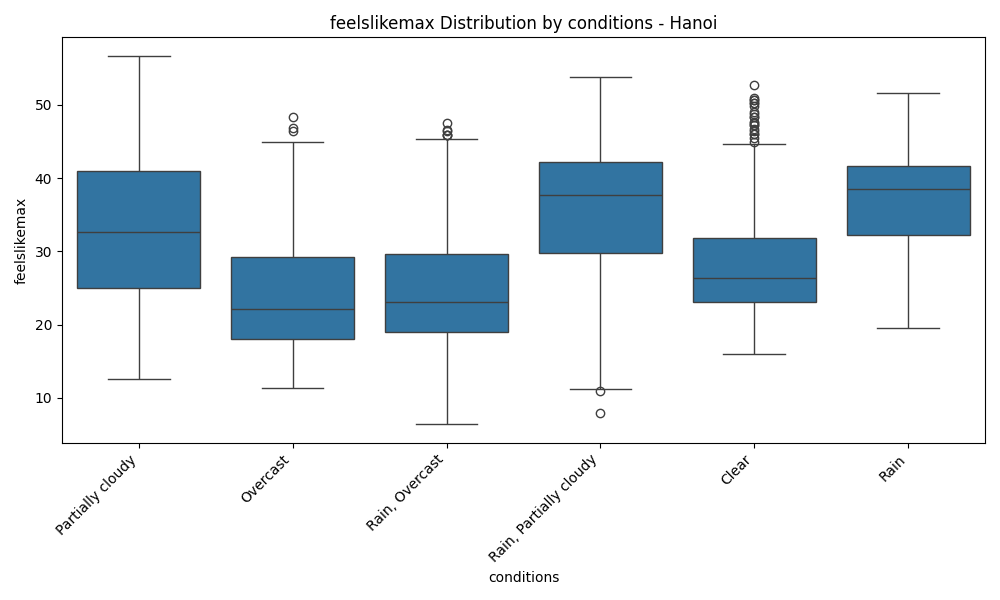 feelslikemax Distribution by conditions - Hanoi
feelslikemax
50
40
30
20
10
Partially cloudy
Overcast
Rain, Overcast
Rain, Partially cloudy
Clear
Rain
conditions